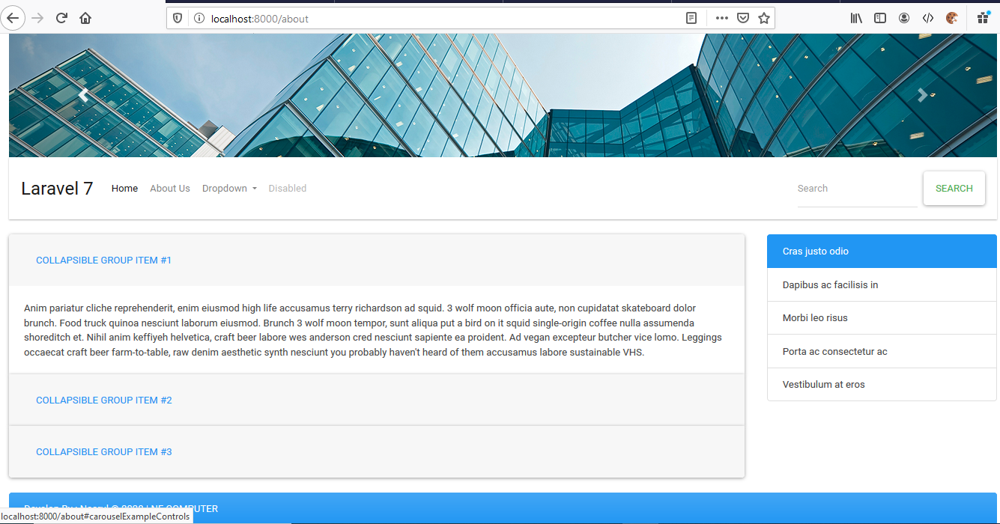 localhost:8000/about
Laravel 7 Home About Us Dropdown Disabled Search SEARCH
COLLAPSIBLE GROUP ITEM #1
Anim pariatur cliche reprehenderit, enim eiusmod high life accusamus terry richardson ad squid. 3 wolf moon officia aute, non cupidatat skateboard dolor
brunch. Food truck quinoa nesciunt laborum eiusmod. Brunch 3 wolf moon tempor, sunt aliqua put a bird on it squid single-origin coffee nulla assumenda
shoreditch et. Nihil anim keffiyeh helvetica, craft beer labore wes anderson cred nesciunt sapiente ea proident. Ad vegan excepteur butcher vice lomo. Leggings
occaecat craft beer farm-to-table, raw denim aesthetic synth nesciunt you probably haven't heard of them accusamus labore sustainable VHS.
COLLAPSIBLE GROUP ITEM #2
COLLAPSIBLE GROUP ITEM #3
Cras justo odio
Dapibus ac facilisis in
Morbi leo risus
Porta ac consectetur ac
Vestibulum at eros
COMPUTER
localhost:8000/about#carouselExampleControls